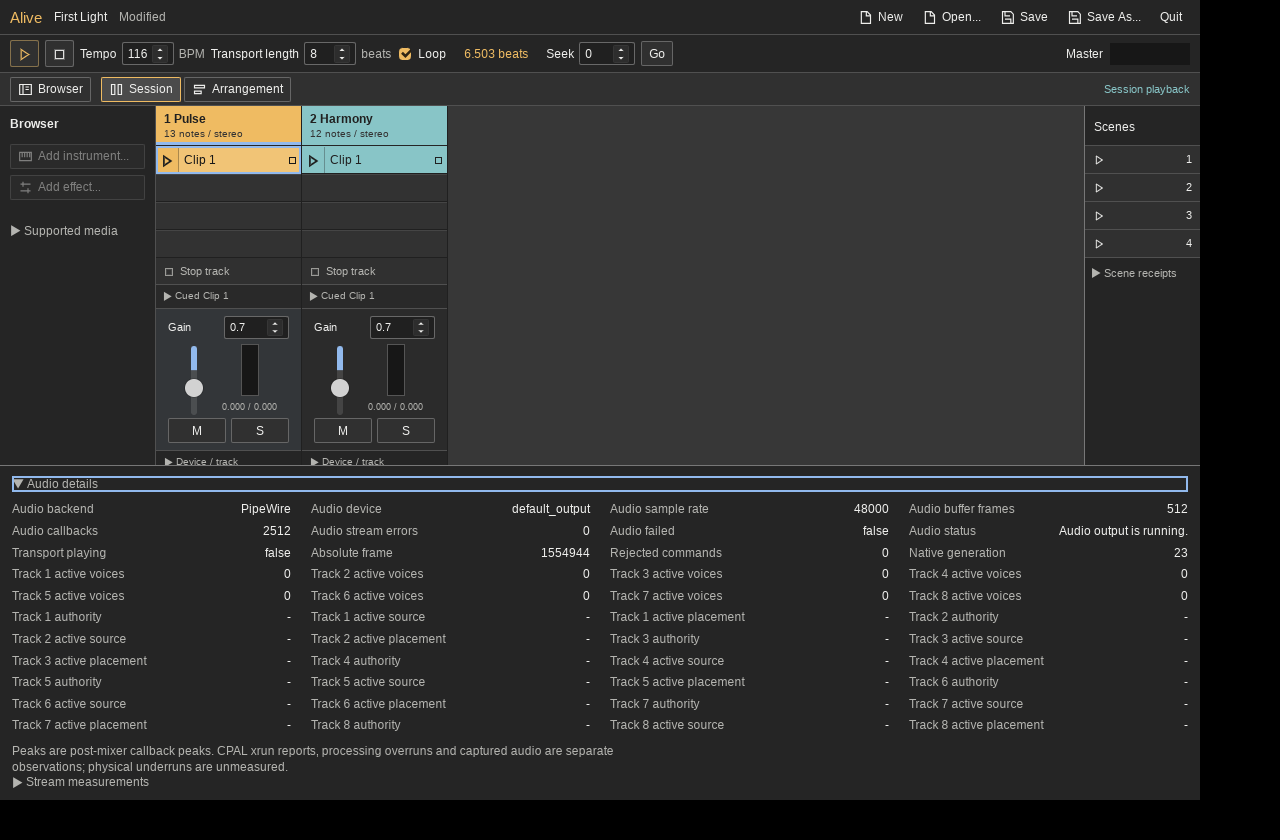 Alive First Light Modified New Open... Save Save As... Quit
Tempo 116 BPM Transport length 8 beats Loop 6.503 beats Seek 0 Go Master
Browser Session Arrangement Session playback
Browser
Add instrument...
Add effect...
Supported media
1 Pulse
13 notes / stereo
Clip 1
Stop track
Cued Clip 1
Gain 0.7
0.000 / 0.000
M S
Device / track
2 Harmony
12 notes / stereo
Clip 1
Stop track
Cued Clip 1
Gain 0.7
0.000 / 0.000
M S
Device / track
Scenes
1
2
3
4
Scene receipts
Audio details
Audio backend PipeWire Audio device default_output Audio sample rate 48000 Audio buffer frames 512
Audio callbacks 2512 Audio stream errors 0 Audio failed false Audio status Audio output is running.
Transport playing false Absolute frame 1554944 Rejected commands 0 Native generation 23
Track 1 active voices 0 Track 2 active voices 0 Track 3 active voices 0 Track 4 active voices 0
Track 5 active voices 0 Track 6 active voices 0 Track 7 active voices 0 Track 8 active voices 0
Track 1 authority - Track 1 active source - Track 1 active placement - Track 2 authority -
Track 2 active source - Track 2 active placement - Track 3 authority - Track 3 active source -
Track 3 active placement - Track 4 authority - Track 4 active source - Track 4 active placement -
Track 5 authority - Track 5 active source - Track 5 active placement - Track 6 authority -
Track 6 active source - Track 6 active placement - Track 7 authority - Track 7 active source -
Track 7 active placement - Track 8 authority - Track 8 active source - Track 8 active placement -
Peaks are post-mixer callback peaks. CPAL xrun reports, processing overruns and captured audio are separate
observations; physical underruns are unmeasured.
Stream measurements